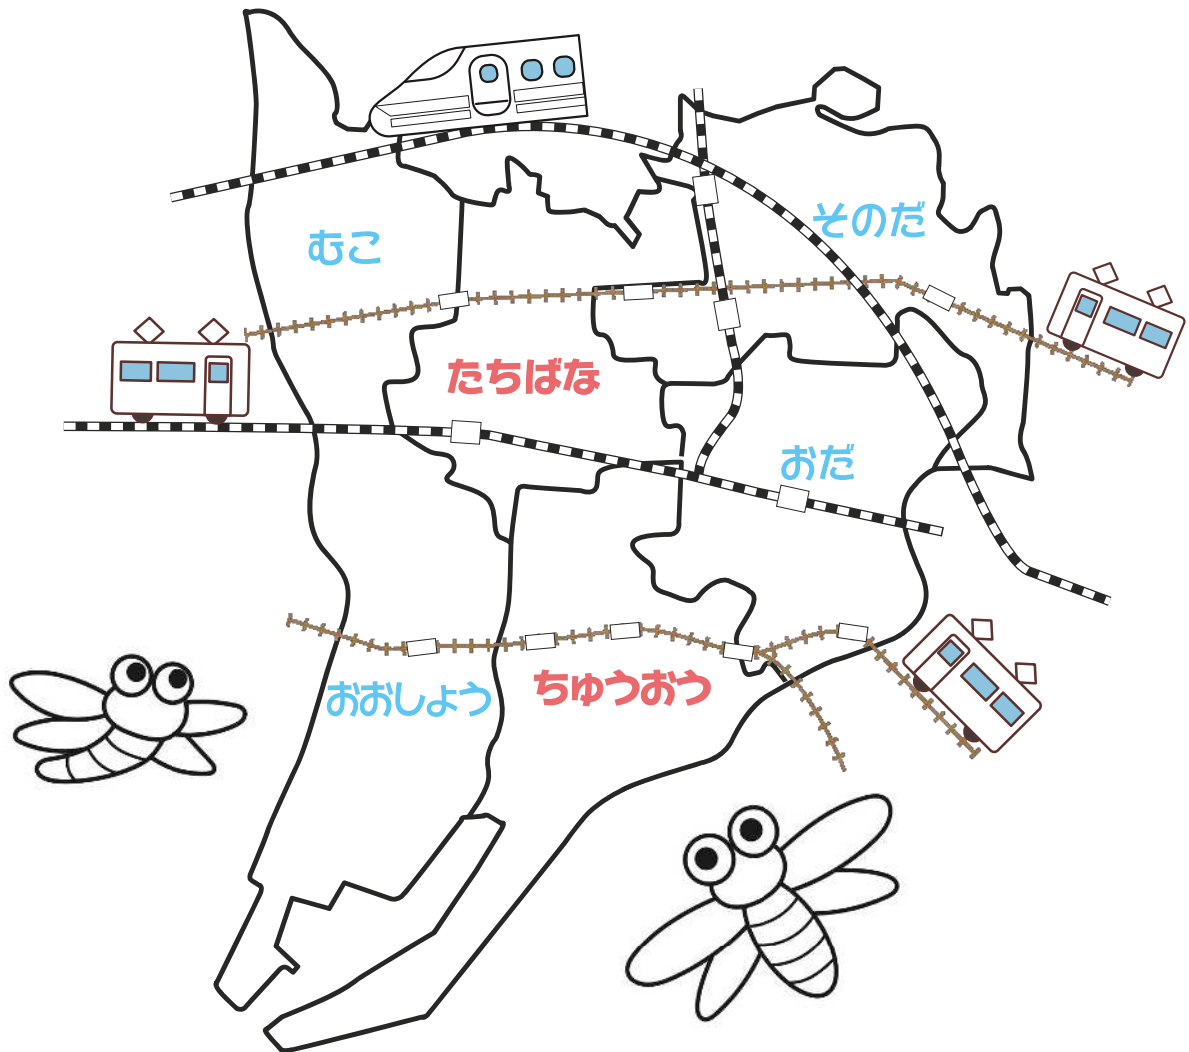 そのだ
むこ
たちばな
おだ
おおしょう
ちゅうおう